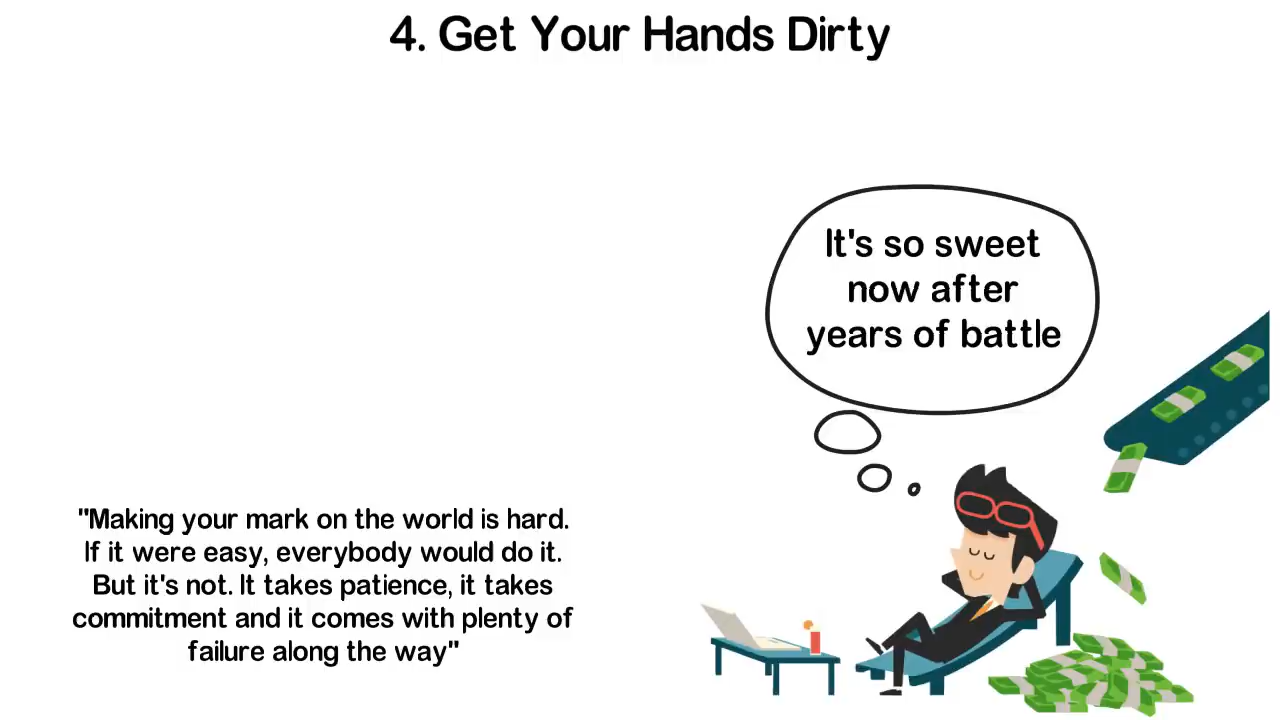 4. Get Your Hands Dirty
It's so sweet
now after
years of battle
"Making your mark on the world is hard.
If it were easy, everybody would do it.
But it's not. It takes patience, it takes
commitment and it comes with plenty of
failure along the way"